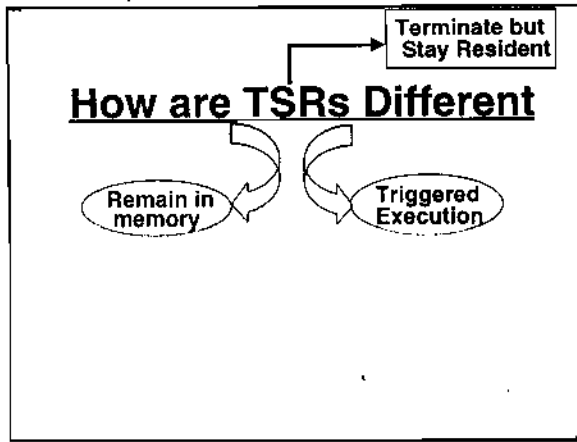 Terminate but
Stay Resident
How are TSRs Different
Remain in
memory
Triggered
Execution